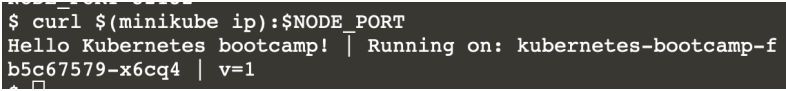 $ curl $(minikube ip):$NODE_PORT
Hello Kubernetes bootcamp! | Running on: kubernetes-bootcamp-f
b5c67579-x6cq4 | v=1
$